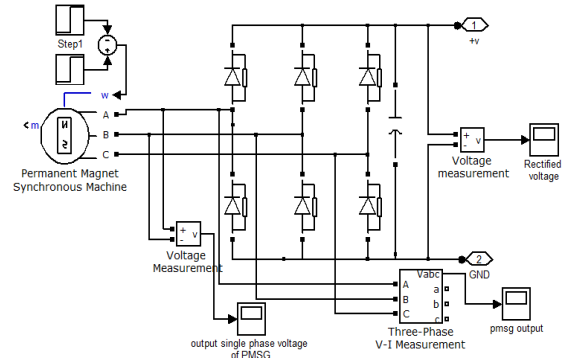 1
+v
Step1
-
+
w
m
A
B
C
N
S
Permanent Magnet
Synchronous Machine
+
-
v
Voltage
measurement
Rectified
voltage
+
-
v
Voltage
Measurement
2
GND
Vabc
A
a
B
b
C
c
Three-Phase
V-I Measurement
pmsg output
output single phase voltage
of PMSG